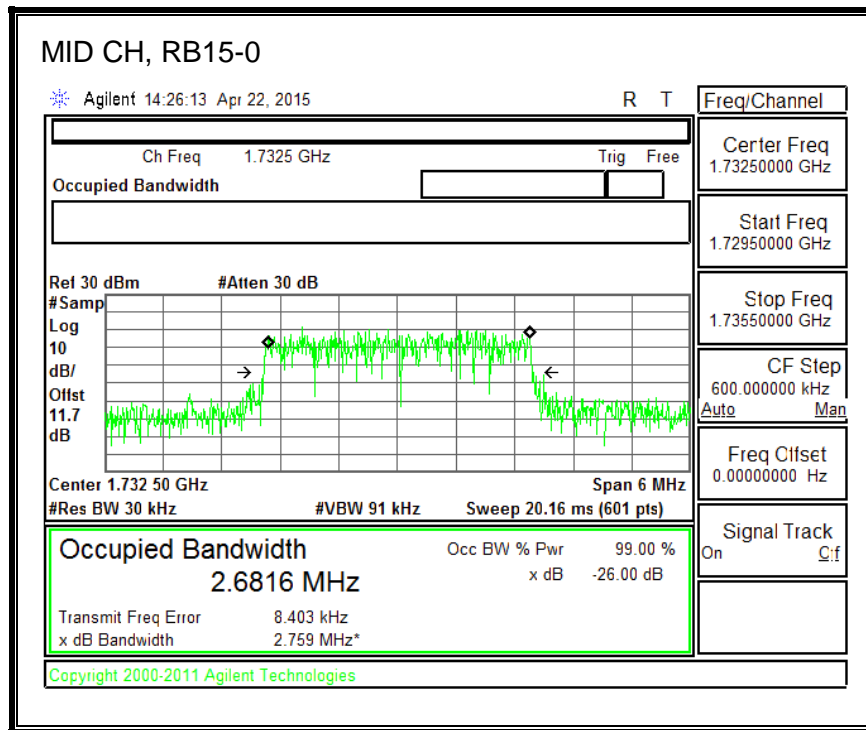 MID CH, RB15-0
Agilent 14:26:13 Apr 22, 2015 R T
Freq/Channel
Ch Freq 1.7325 GHz Trig Free
Occupied Bandwidth
Center Freq
1.73250000 GHz
Start Freq
1.72950000 GHz
Stop Freq
1.73550000 GHz
CF Step
600.000000 kHz
Auto Man
Freq Offset
0.00000000 Hz
Signal Track
On Off
Ref 30 dBm #Atten 30 dB
#Samp
Log
10
dB/
Offst
11.7
dB
Center 1.732 50 GHz Span 6 MHz
#Res BW 30 kHz #VBW 91 kHz Sweep 20.16 ms (601 pts)
Occupied Bandwidth Occ BW % Pwr 99.00 %
2.6816 MHz x dB -26.00 dB
Transmit Freq Error 8.403 kHz
x dB Bandwidth 2.759 MHz*
Copyright 2000-2011 Agilent Technologies